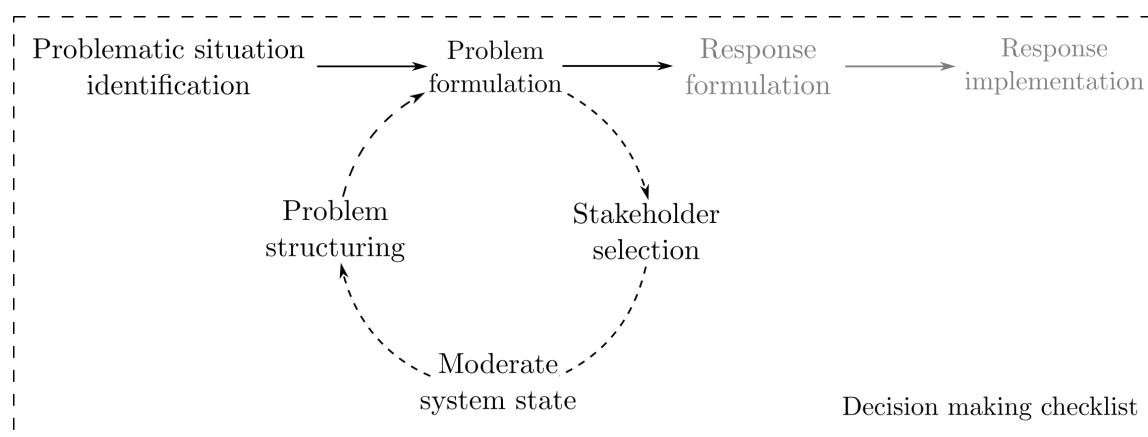 Problematic situation
identification
Problem
formulation
Response
formulation
Response
implementation
Problem
structuring
Stakeholder
selection
Moderate
system state
Decision making checklist